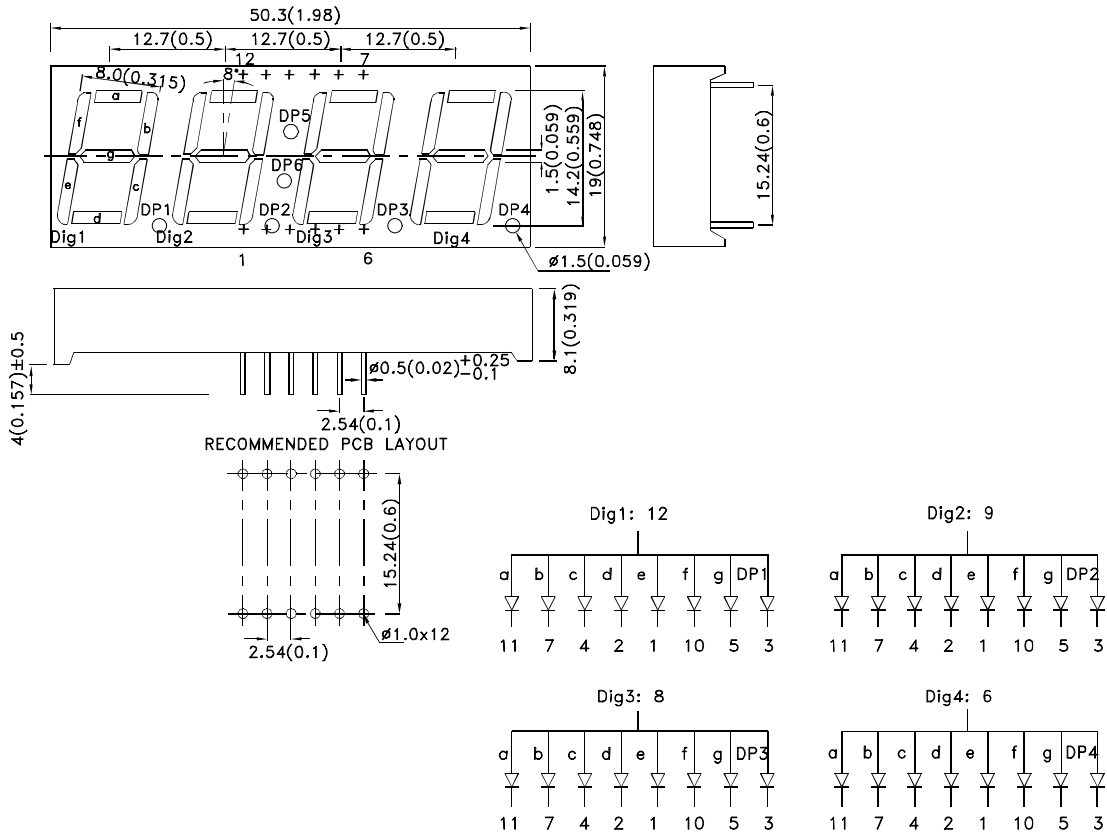 50.3(1.98)
12.7(0.5) 12.7(0.5) 12.7(0.5)
12 7
8.0(0.315) 8°
a
f b
g
e c
d
DP5
DP6
DP1 DP2 DP3 DP4
Dig1 Dig2 Dig3 Dig4
1 6
1.5(0.059)
14.2(0.559)
19(0.748)
ø1.5(0.059)
15.24(0.6)
8.1(0.319)
4(0.157)±0.5
ø0.5(0.02)+0.25
−0.1
2.54(0.1)
RECOMMENDED PCB LAYOUT
15.24(0.6)
ø1.0x12
2.54(0.1)
Dig1: 12
a b c d e f g DP1
11 7 4 2 1 10 5 3
Dig2: 9
a b c d e f g DP2
11 7 4 2 1 10 5 3
Dig3: 8
a b c d e f g DP3
11 7 4 2 1 10 5 3
Dig4: 6
a b c d e f g DP4
11 7 4 2 1 10 5 3